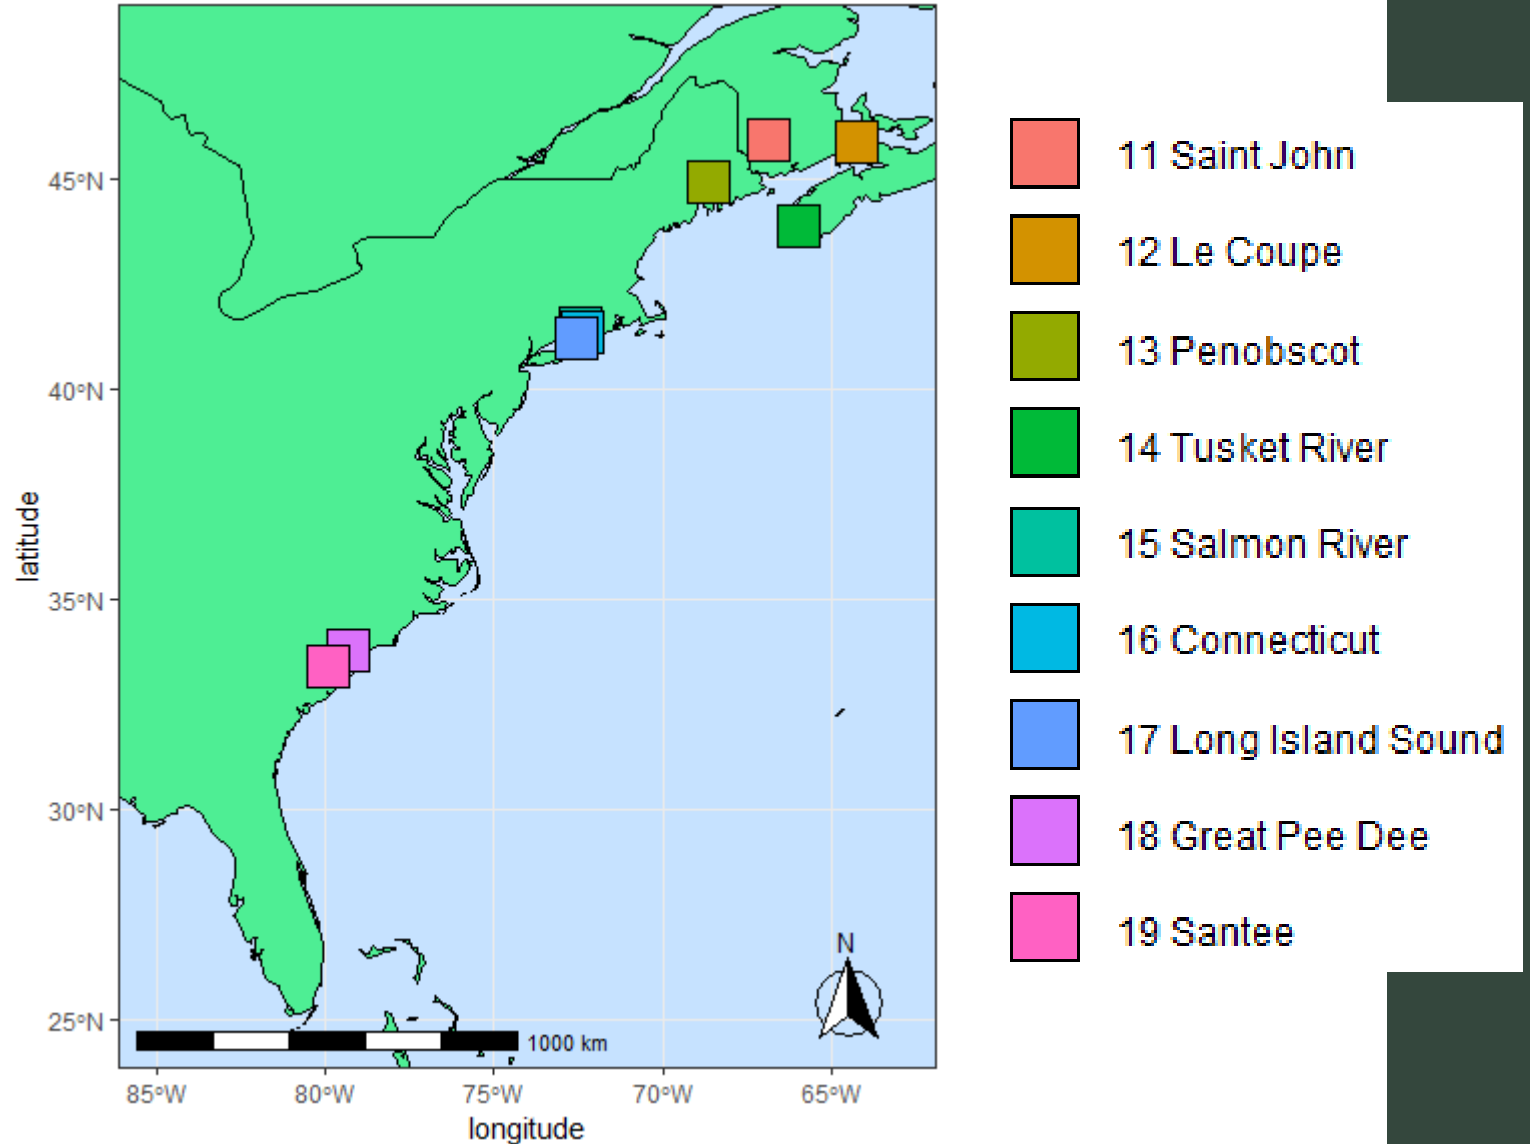 45°N
40°N
35°N
30°N
25°N
latitude
85°W
80°W
75°W
70°W
65°W
longitude
1000 km
N
11 Saint John
12 Le Coupe
13 Penobscot
14 Tusket River
15 Salmon River
16 Connecticut
17 Long Island Sound
18 Great Pee Dee
19 Santee